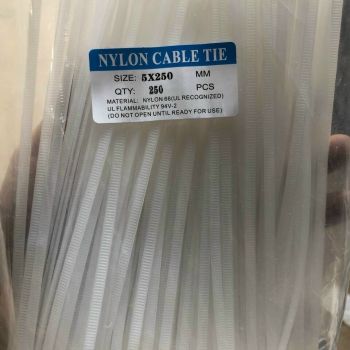 NYLON CABLE TIE
SIZE: 5X250 MM
QTY: 250 PCS
MATERIAL: NYLON 66(UL RECOGNIZED)
UL FLAMMABILITY 94V-2
(DO NOT OPEN UNTIL READY FOR USE)